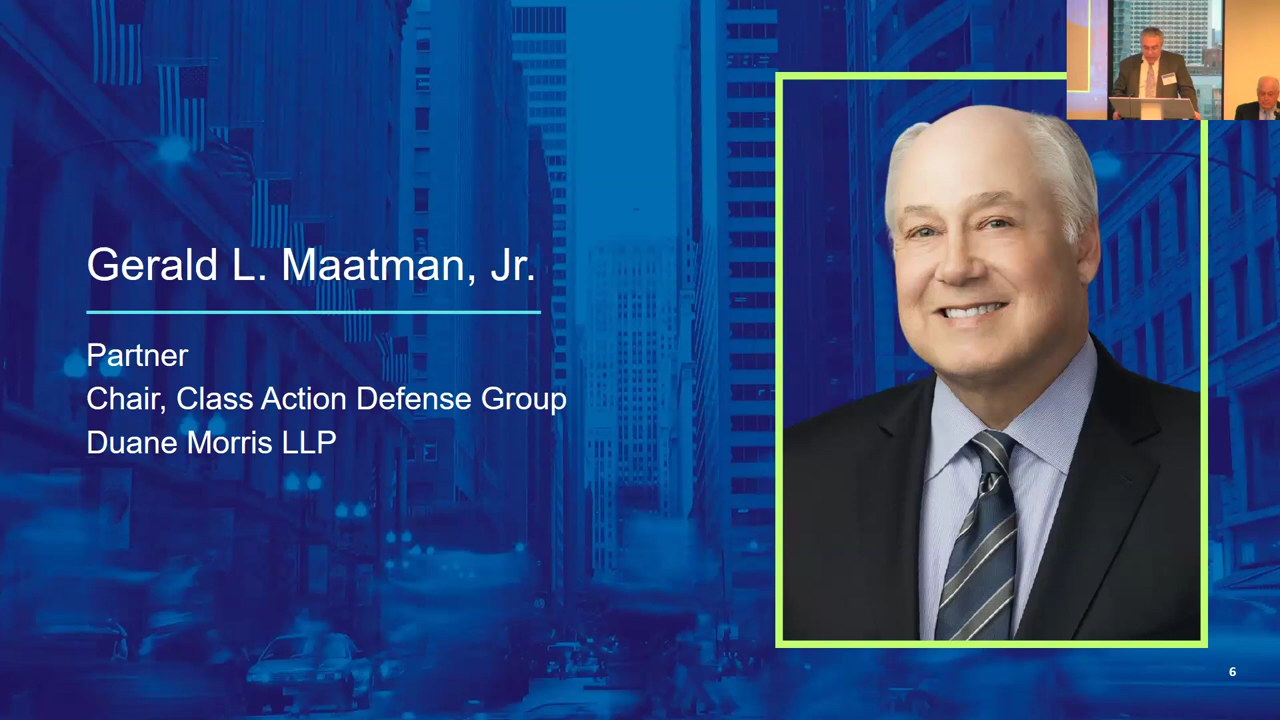 Gerald L. Maatman, Jr.
Partner
Chair, Class Action Defense Group
Duane Morris LLP
6